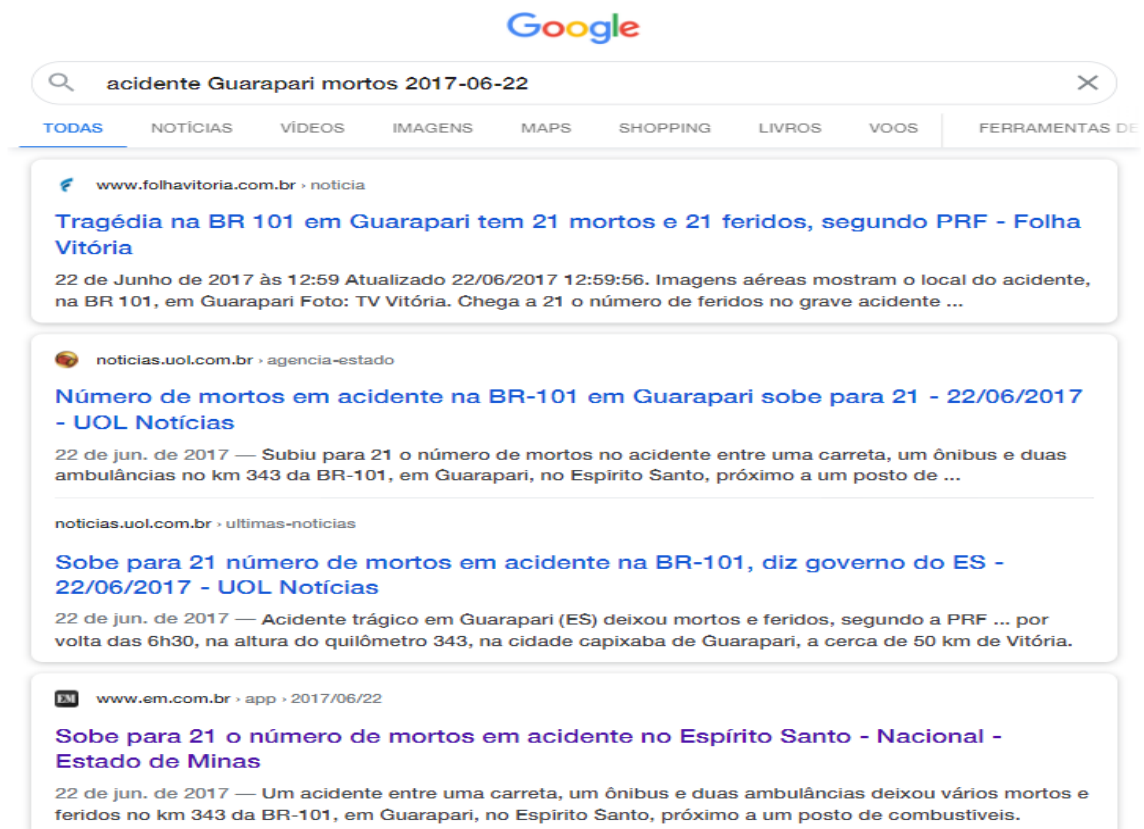 Google
acidente Guarapari mortos 2017-06-22
TODAS NOTÍCIAS VÍDEOS IMAGENS MAPS SHOPPING LIVROS VOOS FERRAMENTAS DE
www.folhavitoria.com.br › noticia
Tragédia na BR 101 em Guarapari tem 21 mortos e 21 feridos, segundo PRF - Folha
Vitória
22 de Junho de 2017 às 12:59 Atualizado 22/06/2017 12:59:56. Imagens aéreas mostram o local do acidente,
na BR 101, em Guarapari Foto: TV Vitória. Chega a 21 o número de feridos no grave acidente ...
noticias.uol.com.br › agencia-estado
Número de mortos em acidente na BR-101 em Guarapari sobe para 21 - 22/06/2017
- UOL Notícias
22 de jun. de 2017 — Subiu para 21 o número de mortos no acidente entre uma carreta, um ônibus e duas
ambulâncias no km 343 da BR-101, em Guarapari, no Espírito Santo, próximo a um posto de ...
noticias.uol.com.br › ultimas-noticias
Sobe para 21 número de mortos em acidente na BR-101, diz governo do ES -
22/06/2017 - UOL Notícias
22 de jun. de 2017 — Acidente trágico em Guarapari (ES) deixou mortos e feridos, segundo a PRF ... por
volta das 6h30, na altura do quilômetro 343, na cidade capixaba de Guarapari, a cerca de 50 km de Vitória.
EM www.em.com.br › app › 2017/06/22
Sobe para 21 o número de mortos em acidente no Espírito Santo - Nacional -
Estado de Minas
22 de jun. de 2017 — Um acidente entre uma carreta, um ônibus e duas ambulâncias deixou vários mortos e
feridos no km 343 da BR-101, em Guarapari, no Espírito Santo, próximo a um posto de combustíveis.